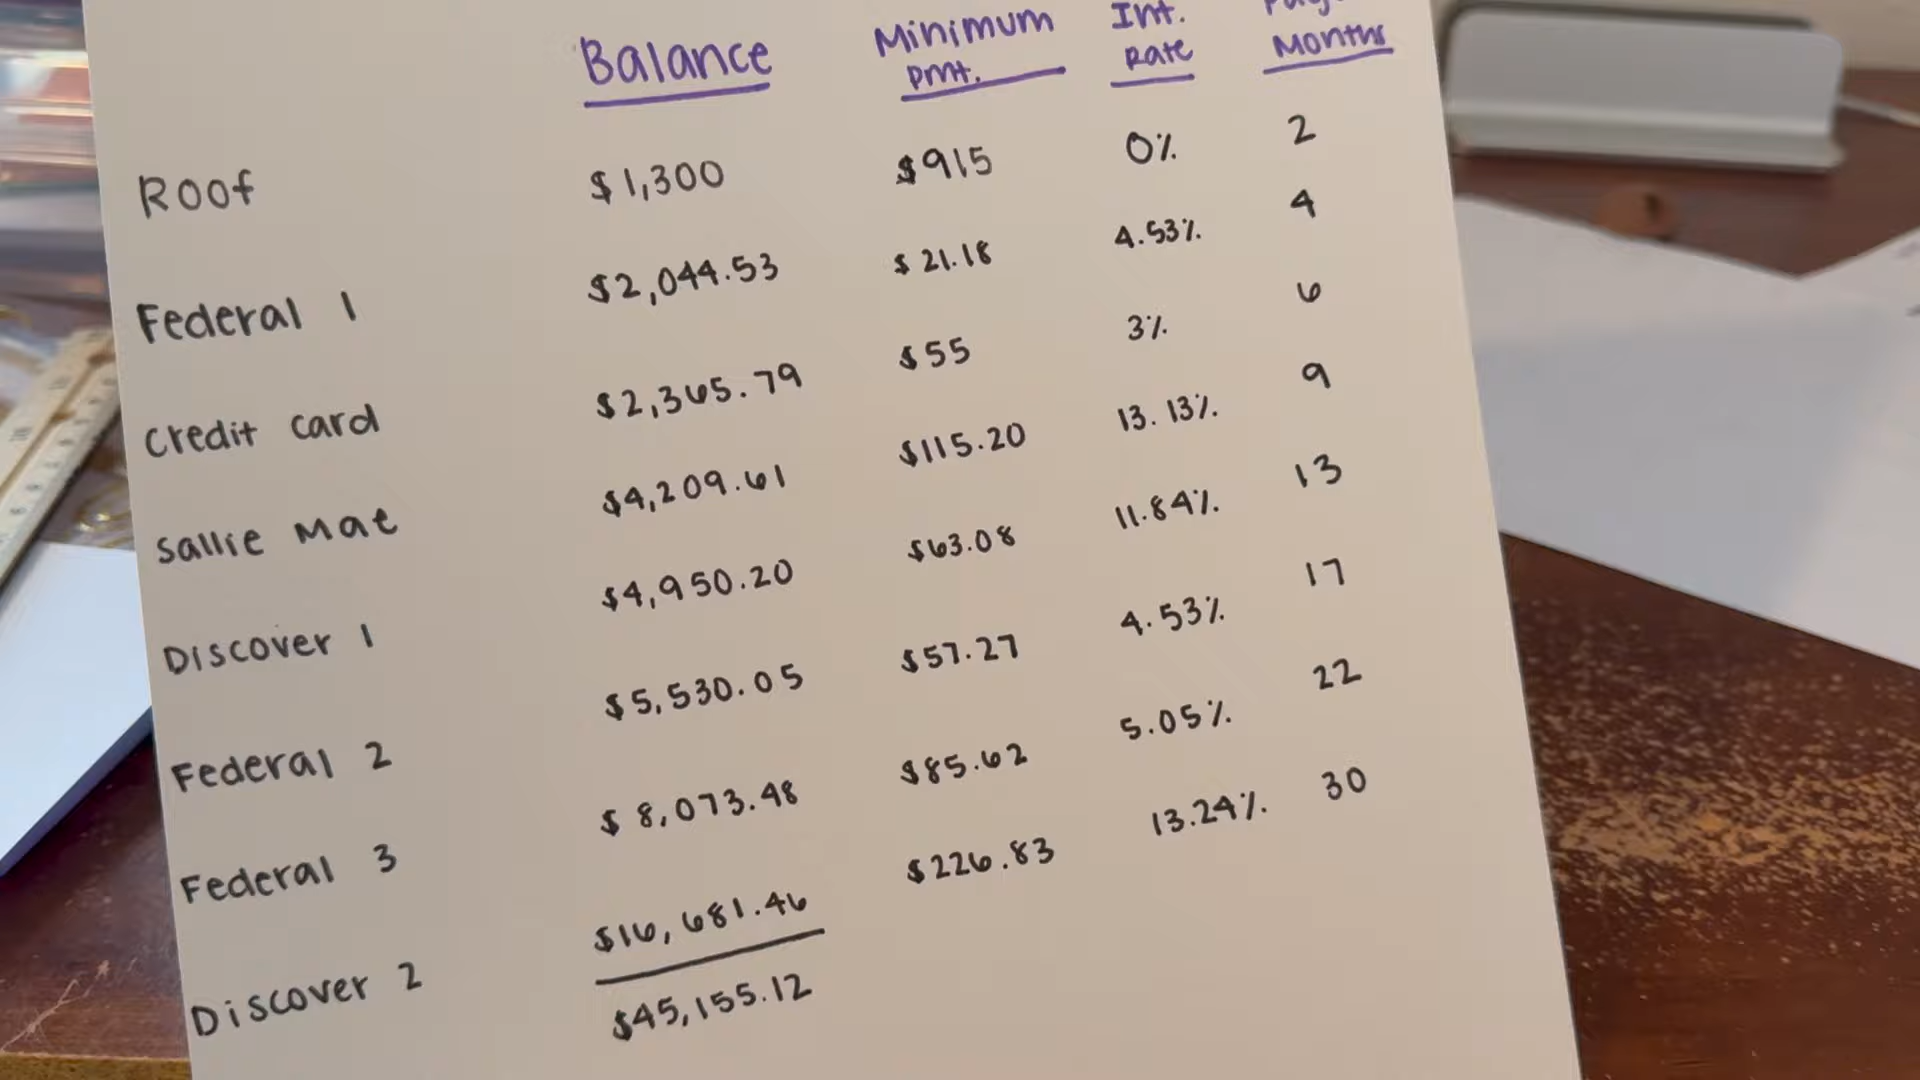 Balance Minimum Pmt. Int. Rate Months
Roof $1,300 $915 0% 2
Federal 1 $2,044.53 $21.18 4.53% 4
Credit card $2,365.79 $55 3% 6
Sallie Mae $4,209.61 $115.20 13.13% 9
Discover 1 $4,950.20 $63.08 11.84% 13
Federal 2 $5,530.05 $57.27 4.53% 17
Federal 3 $8,073.48 $85.62 5.05% 22
Discover 2 $16,681.46 $226.83 13.24% 30
$45,155.12